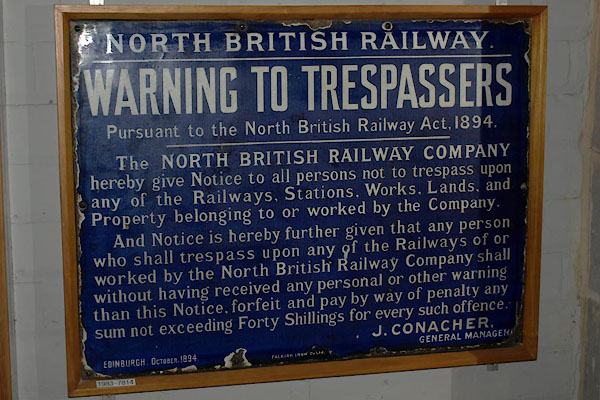 NORTH BRITISH RAILWAY.
WARNING TO TRESPASSERS
Pursuant to the North British Railway Act, 1894.
The NORTH BRITISH RAILWAY COMPANY
hereby give Notice to all persons not to trespass upon
any of the Railways, Stations, Works, Lands, and
Property belonging to or worked by the Company.
And Notice is hereby further given that any person
who shall trespass upon any of the Railways of or
worked by the North British Railway Company shall
without having received any personal or other warning
than this Notice, forfeit and pay by way of penalty any
sum not exceeding Forty Shillings for every such offence.
J. CONACHER,
GENERAL MANAGER
EDINBURGH, October, 1894.
FALKIRK IRON Co Ltd.
1983-7814